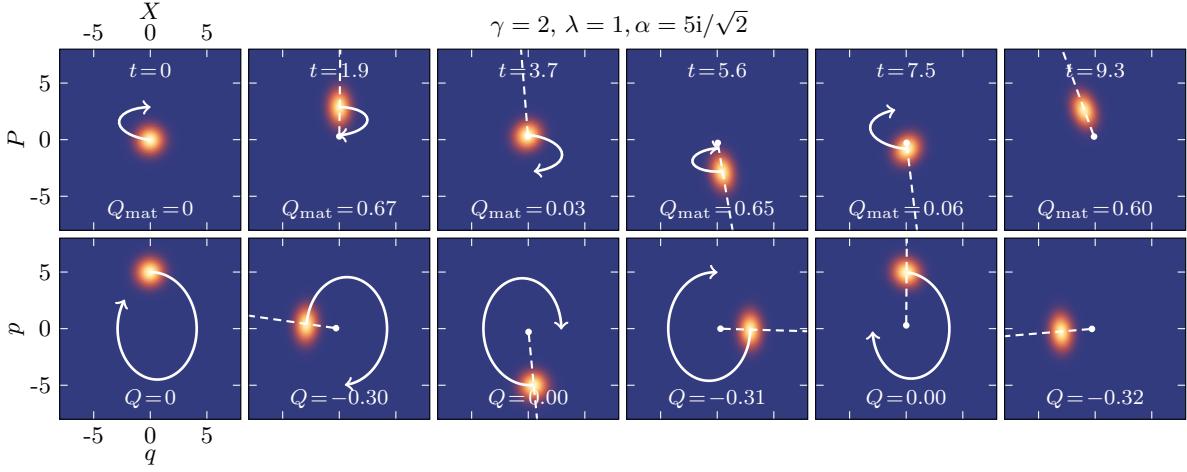 γ = 2, λ = 1, α = 5i/√2
X
-5 0 5
t=0 t=1.9 t=3.7 t=5.6 t=7.5 t=9.3
5
P 0
-5
Q_mat=0 Q_mat=0.67 Q_mat=0.03 Q_mat=0.65 Q_mat=0.06 Q_mat=0.60
5
p 0
-5
Q=0 Q=−0.30 Q=0.00 Q=−0.31 Q=0.00 Q=−0.32
-5 0 5
q